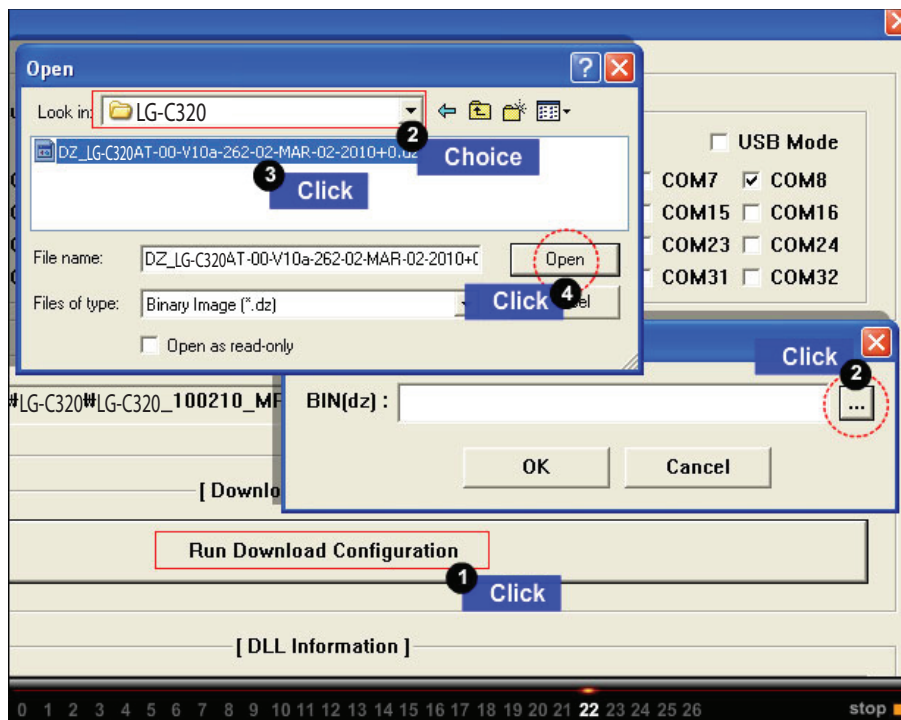 Open
Look in: LG-C320
2
Choice
DZ_LG-C320AT-00-V10a-262-02-MAR-02-2010+0.dz
3
Click
USB Mode
COM7 COM8
COM15 COM16
COM23 COM24
COM31 COM32
File name: DZ_LG-C320AT-00-V10a-262-02-MAR-02-2010+(
Open
Files of type: Binary Image (*.dz)
Click 4
Open as read-only
Click
2
₩LG-C320₩LG-C320_100210_MF
BIN(dz) :
...
OK Cancel
[ Downlo
Run Download Configuration
1
Click
[ DLL Information ]
0 1 2 3 4 5 6 7 8 9 10 11 12 13 14 15 16 17 18 19 20 21 22 23 24 25 26
stop